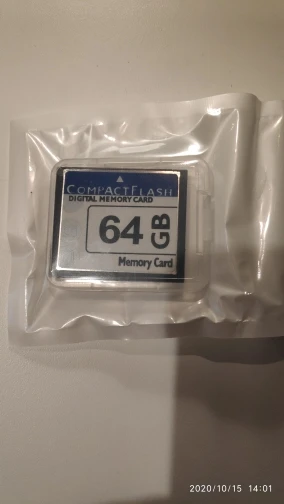 COMPACTFLASH
DIGITAL MEMORY CARD
64 GB
Memory Card
2020/10/15 14:01